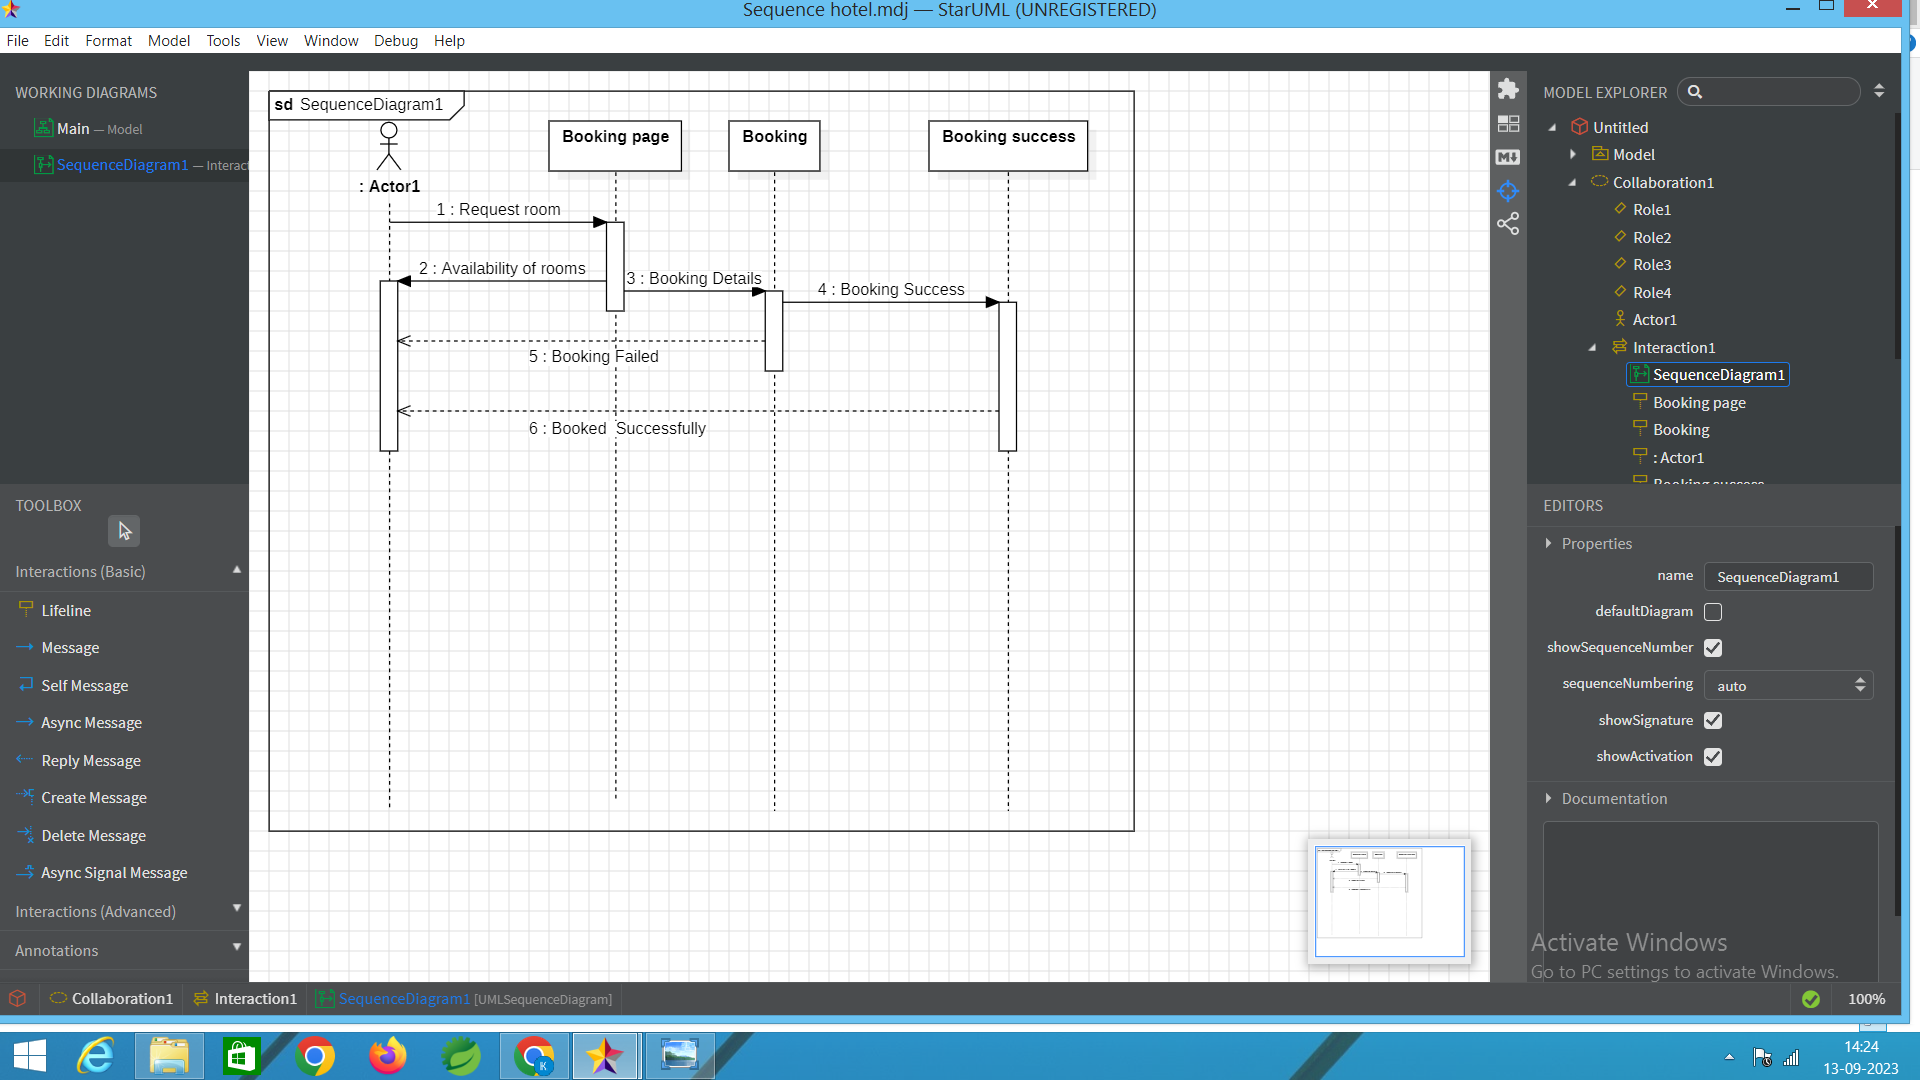 Sequence hotel.mdj — StarUML (UNREGISTERED)
File Edit Format Model Tools View Window Debug Help
WORKING DIAGRAMS
Main — Model
SequenceDiagram1 — Interact
TOOLBOX
Interactions (Basic)
Lifeline
Message
Self Message
Async Message
Reply Message
Create Message
Delete Message
Async Signal Message
Interactions (Advanced)
Annotations
sd SequenceDiagram1
Booking page
Booking
Booking success
: Actor1
1 : Request room
2 : Availability of rooms
3 : Booking Details
4 : Booking Success
5 : Booking Failed
6 : Booked Successfully
MODEL EXPLORER
Untitled
Model
Collaboration1
Role1
Role2
Role3
Role4
Actor1
Interaction1
SequenceDiagram1
Booking page
Booking
: Actor1
Booking success
EDITORS
Properties
name SequenceDiagram1
defaultDiagram
showSequenceNumber
sequenceNumbering auto
showSignature
showActivation
Documentation
Activate Windows
Go to PC settings to activate Windows.
Collaboration1 Interaction1 SequenceDiagram1 [UMLSequenceDiagram]
100%
K
14:24
13-09-2023